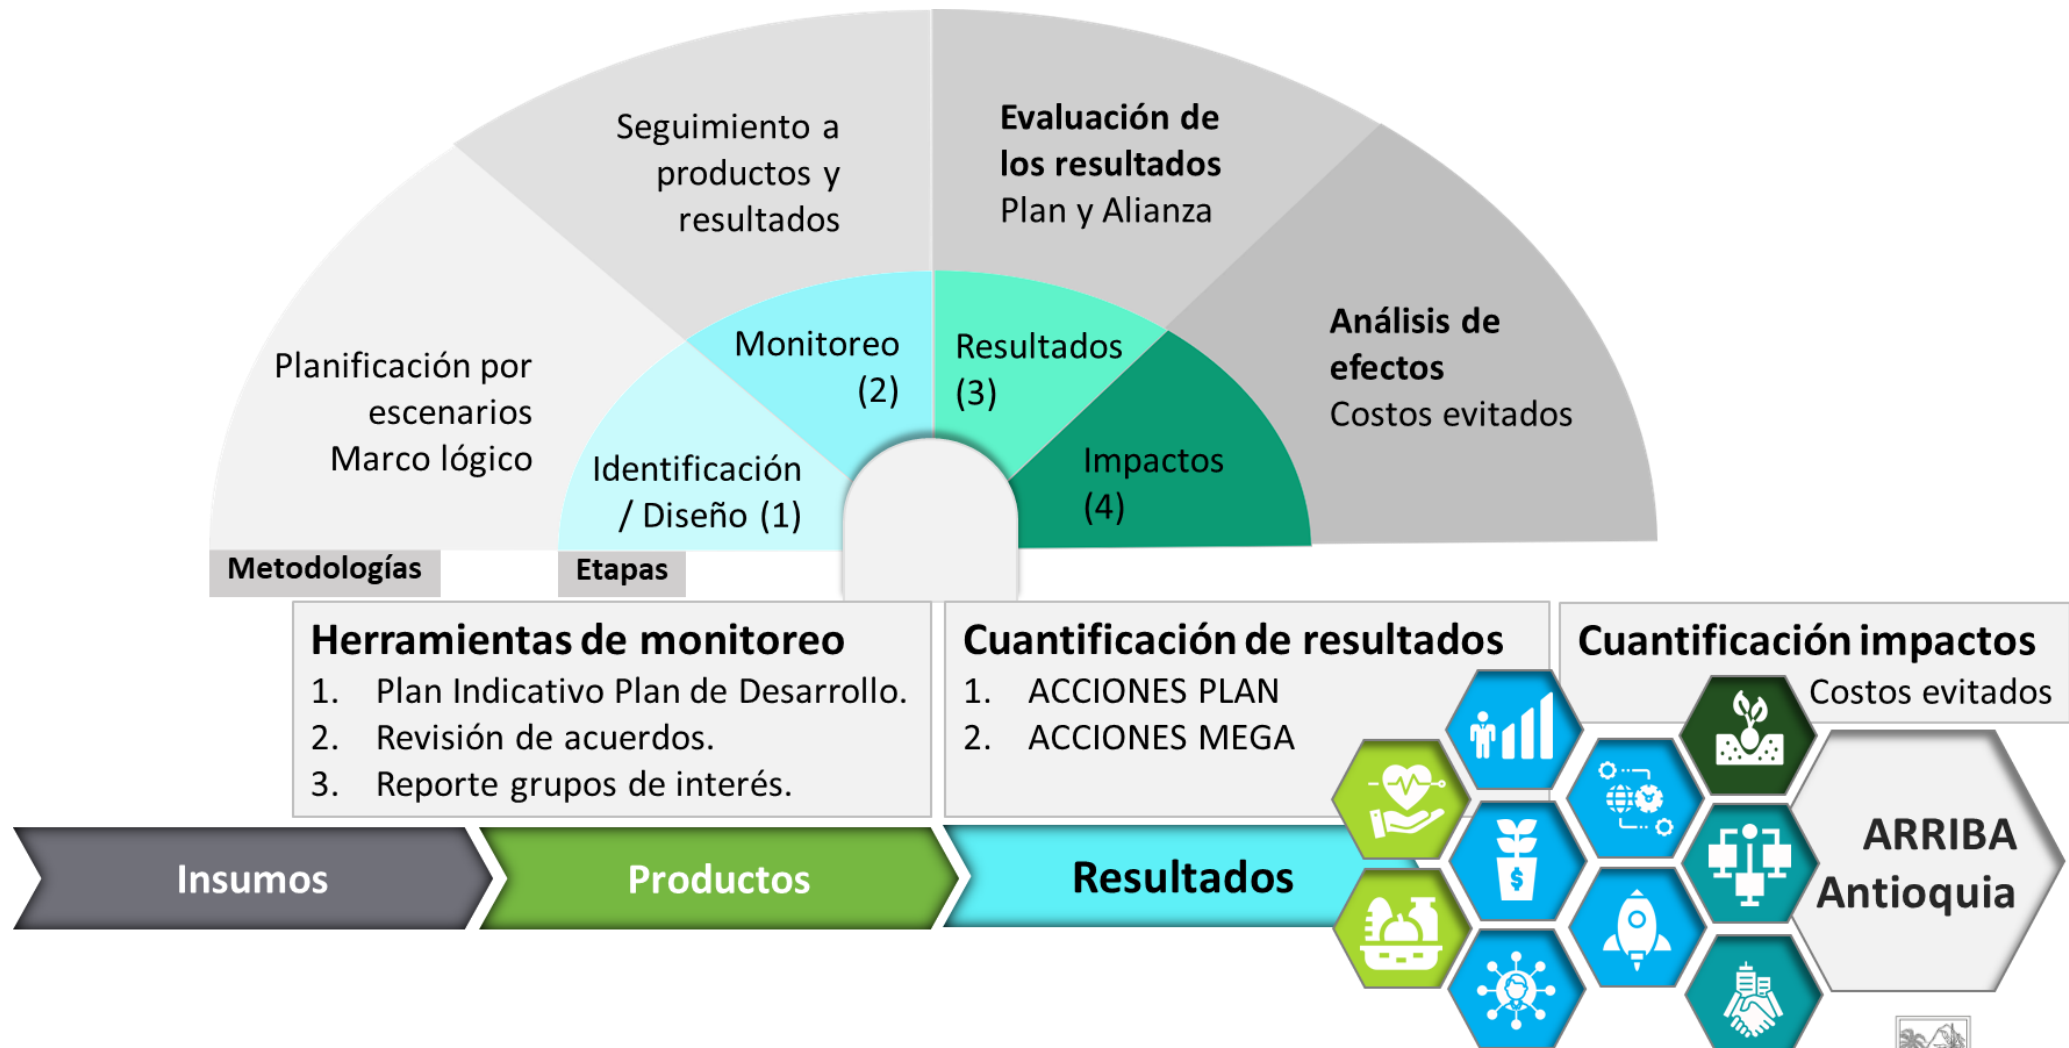 Seguimiento a
productos y
resultados
Evaluación de
los resultados
Plan y Alianza
Planificación por
escenarios
Marco lógico
Análisis de
efectos
Costos evitados
Monitoreo
(2)
Resultados
(3)
Identificación
/ Diseño (1)
Impactos
(4)
Metodologías
Etapas
Herramientas de monitoreo
1. Plan Indicativo Plan de Desarrollo.
2. Revisión de acuerdos.
3. Reporte grupos de interés.
Cuantificación de resultados
1. ACCIONES PLAN
2. ACCIONES MEGA
Cuantificación impactos
Costos evitados
Insumos
Productos
Resultados
$
ARRIBA
Antioquia